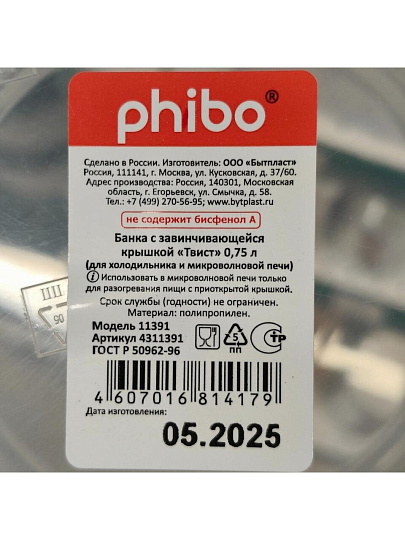 phibo®
Сделано в России. Изготовитель: ООО «Бытпласт»
Россия, 111141, г. Москва, ул. Кусковская, д. 37/60.
Адрес производства: Россия, 140301, Московская
область, г. Егорьевск, ул. Смычка, д. 58.
Тел.: +7 (499) 270-56-95; www.bytplast.ru
не содержит бисфенол А
Банка с завинчивающейся
крышкой «Твист» 0,75 л
(для холодильника и микроволновой печи)
i Использовать в микроволновой печи только
для разогревания пищи с приоткрытой крышкой.
Срок службы (годности) не ограничен.
Материал: полипропилен.
Модель 11391
Артикул 4311391
ГОСТ Р 50962-96
5
ПП
СТР
4 607016 814179
Дата изготовления:
05.2025